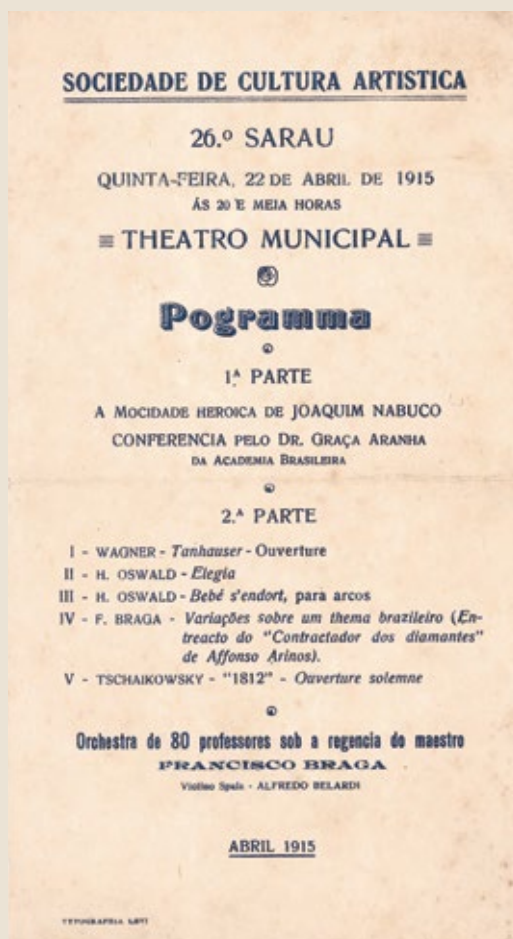 SOCIEDADE DE CULTURA ARTISTICA
26.º SARAU
QUINTA-FEIRA, 22 DE ABRIL DE 1915
ÁS 20 E MEIA HORAS
THEATRO MUNICIPAL
Pogramma
1.ª PARTE
A MOCIDADE HEROICA DE JOAQUIM NABUCO
CONFERENCIA PELO DR. GRAÇA ARANHA
DA ACADEMIA BRASILEIRA
2.ª PARTE
I - WAGNER - Tanhauser - Ouverture
II - H. OSWALD - Elegia
III - H. OSWALD - Bebé s'endort, para arcos
IV - F. BRAGA - Variações sobre um thema brazileiro (En-
treacto do "Contractador dos diamantes"
de Affonso Arinos).
V - TSCHAIKOWSKY - "1812" - Ouverture solemne
Orchestra de 80 professores sob a regencia do maestro
FRANCISCO BRAGA
Violino Spala - ALFREDO BELARDI
ABRIL 1915
TYPOGRAPHIA LEVI